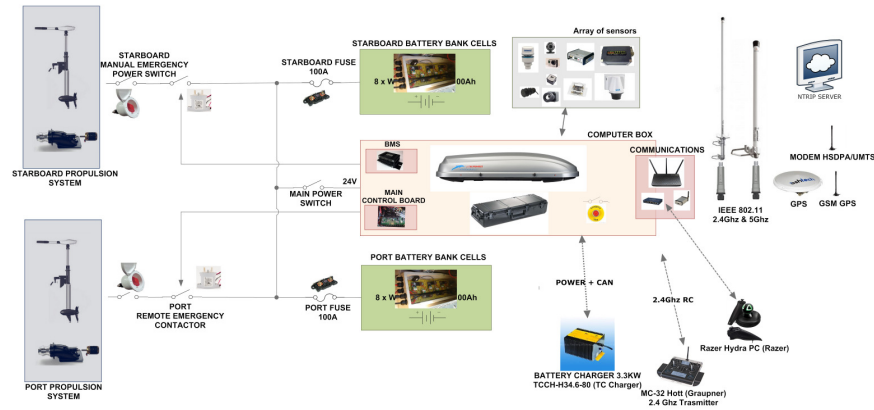 STARBOARD
MANUAL EMERGENCY
POWER SWITCH
STARBOARD FUSE
100A
STARBOARD BATTERY BANK CELLS
8 x W
00Ah
Array of sensors
NTRIP SERVER
STARBOARD PROPULSION
SYSTEM
BMS
COMPUTER BOX
COMMUNICATIONS
MODEM HSDPA/UMTS
24V
MAIN POWER
SWITCH
MAIN
CONTROL BOARD
IEEE 802.11
2.4Ghz & 5Ghz
GPS
GSM GPS
PORT BATTERY BANK CELLS
8 x W
00Ah
PORT
REMOTE EMERGENCY
CONTACTOR
PORT FUSE
100A
POWER + CAN
2.4Ghz RC
Razer Hydra PC (Razer)
BATTERY CHARGER 3.3KW
TCCH-H34.6-80 (TC Charger)
PORT PROPULSION
SYSTEM
MC-32 Hott (Graupner)
2.4 Ghz Trasmitter